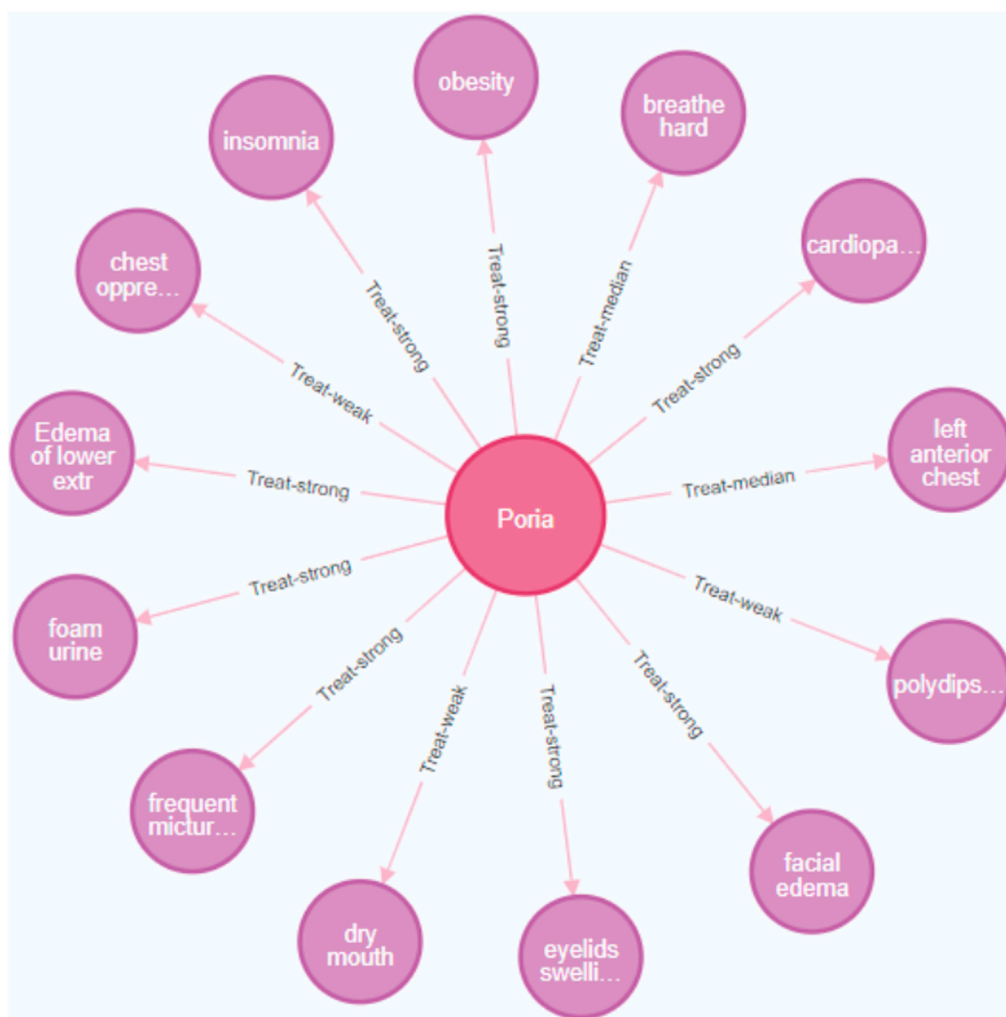 obesity
breathe
hard
insomnia
cardiopa...
chest
oppre...
Treat-strong
Treat-median
Treat-strong
Treat-strong
Treat-weak
Edema
of lower
extr
left
anterior
chest
Treat-strong
Treat-median
Poria
Treat-strong
Treat-weak
foam
urine
polydips...
Treat-strong
Treat-weak
Treat-strong
Treat-strong
frequent
mictur...
facial
edema
dry
mouth
eyelids
swelli...